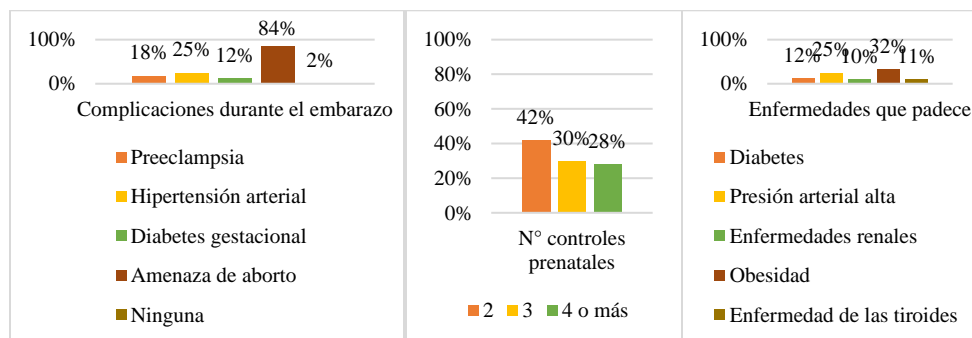 100%
0%
18%
25%
12%
84%
2%
Complicaciones durante el embarazo
Preeclampsia
Hipertensión arterial
Diabetes gestacional
Amenaza de aborto
Ninguna
100%
80%
60%
40%
20%
0%
42%
30%
28%
N° controles
prenatales
2 3 4 o más
100%
0%
12%
25%
10%
32%
11%
Enfermedades que padece
Diabetes
Presión arterial alta
Enfermedades renales
Obesidad
Enfermedad de las tiroides